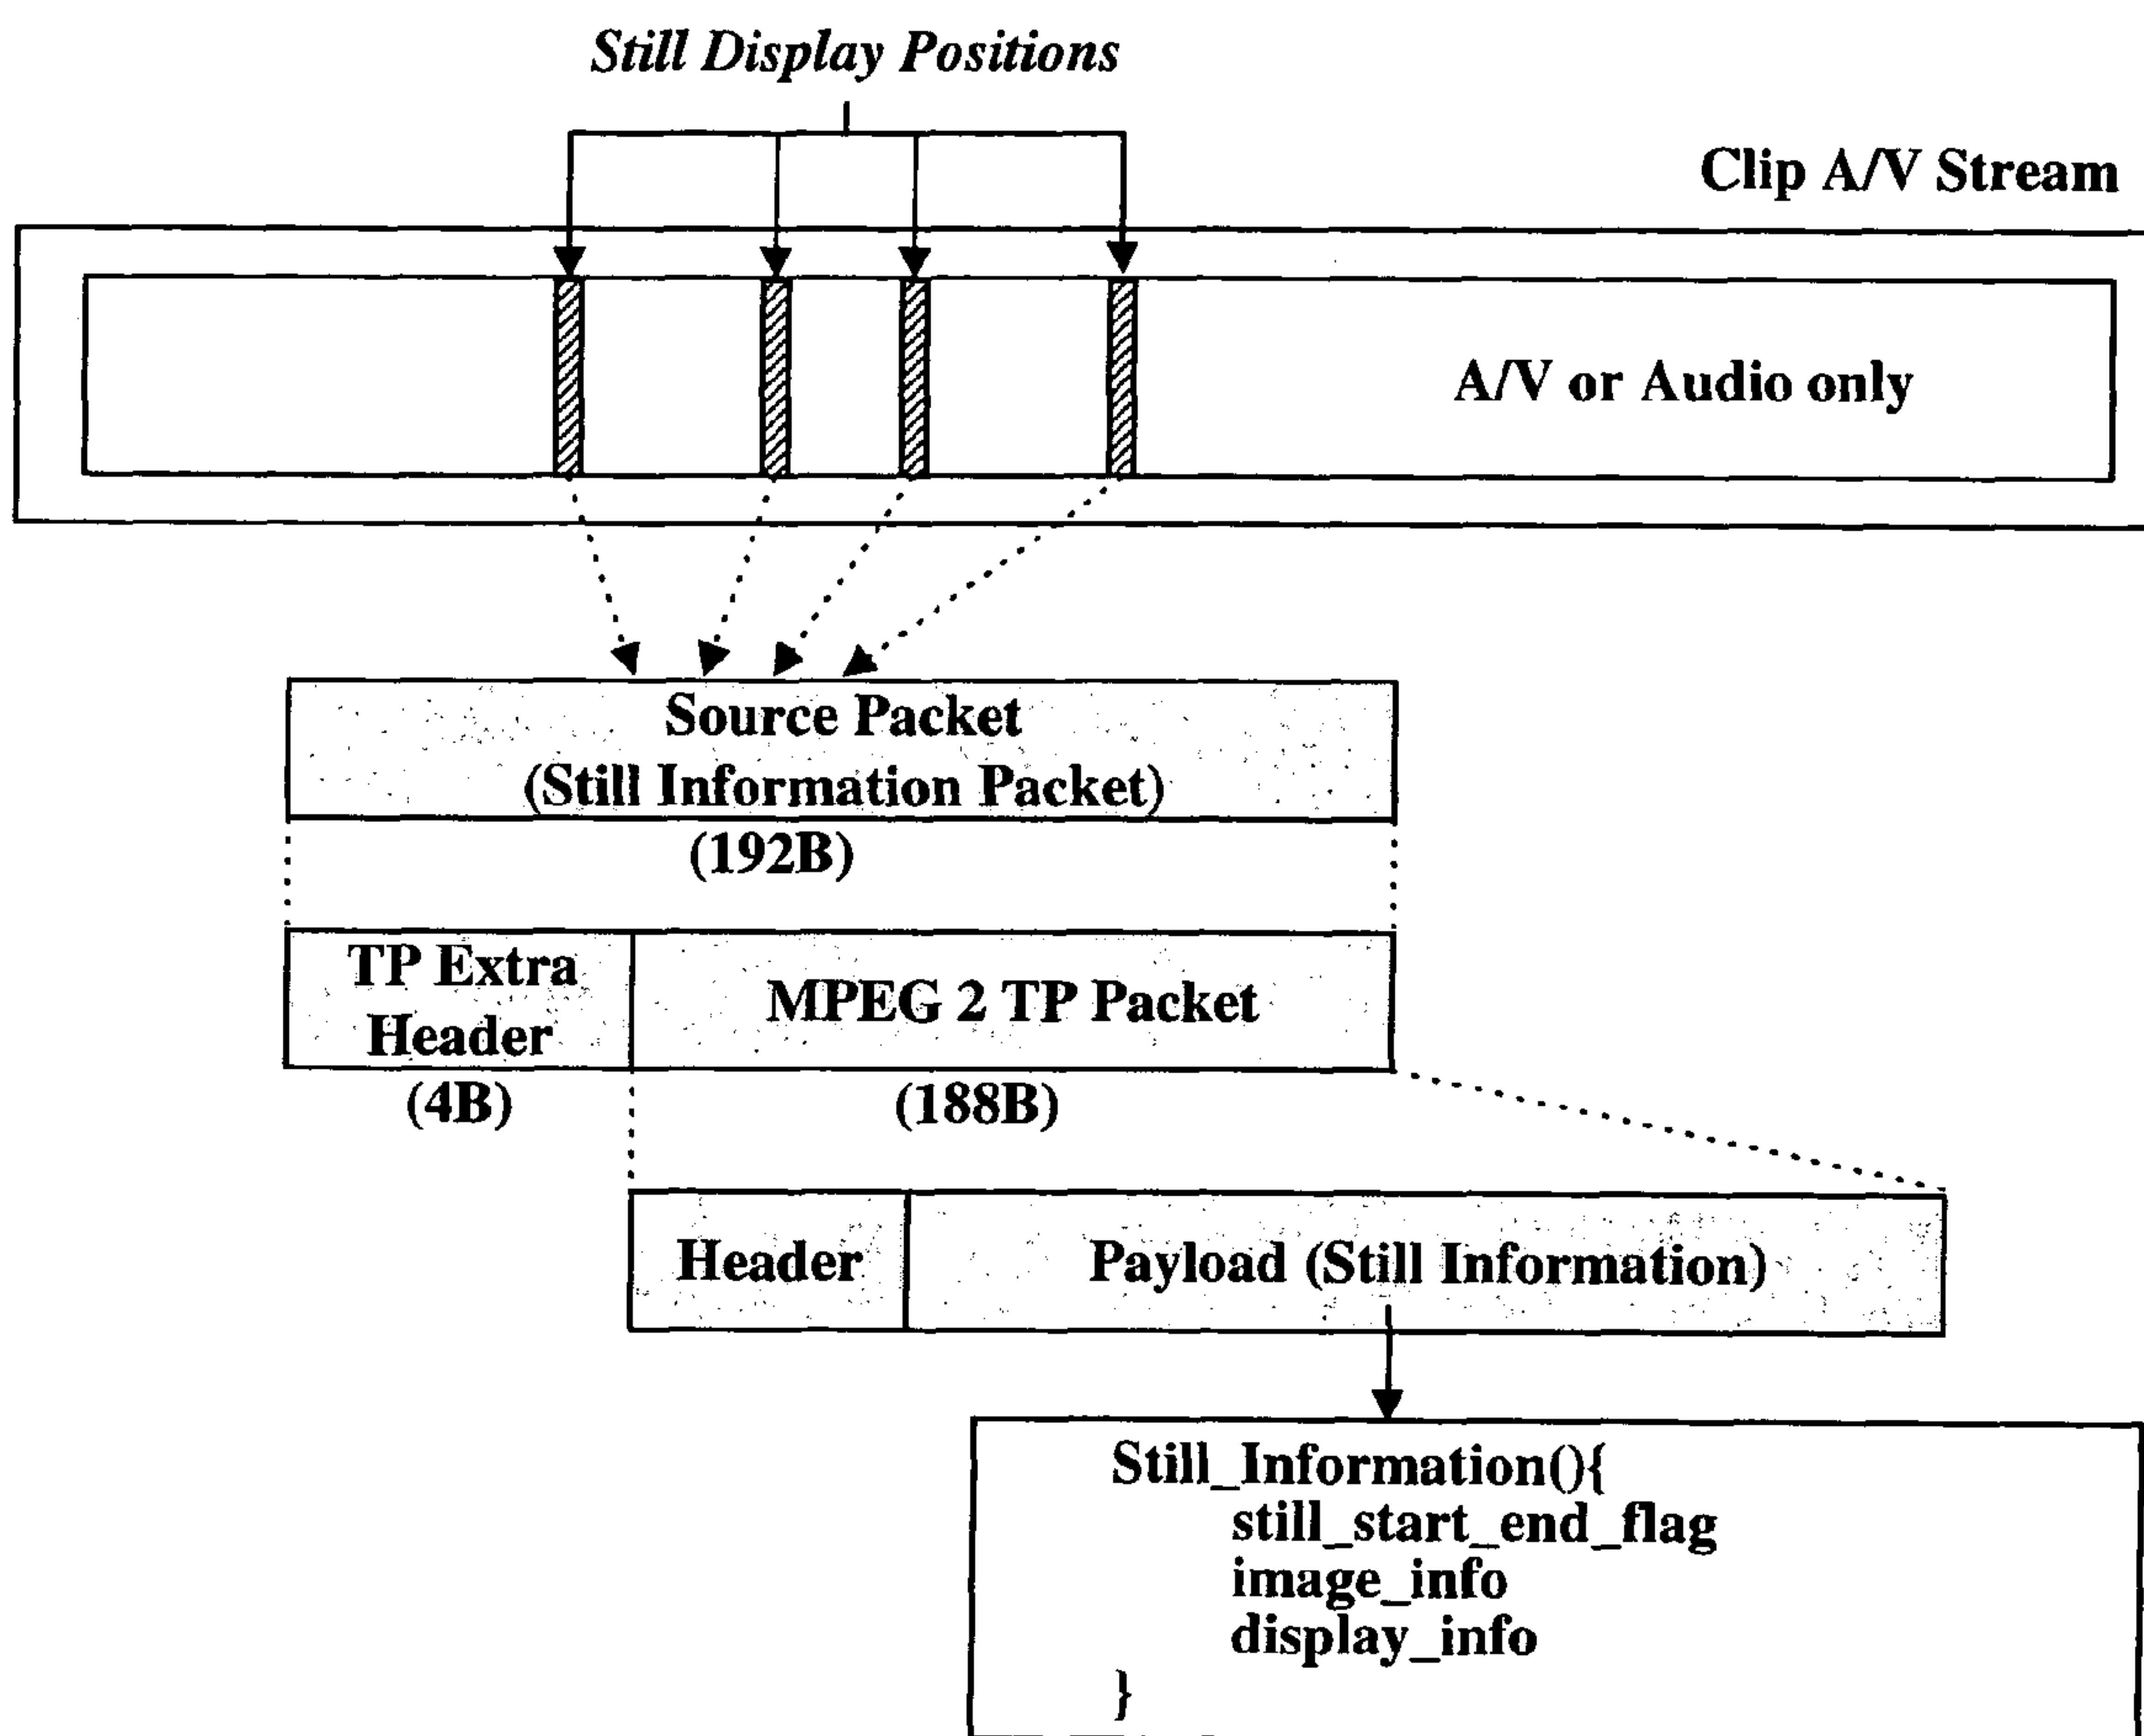 Still Display Positions
Clip A/V Stream
A/V or Audio only
Source Packet
(Still Information Packet)
(192B)
TP Extra
Header
MPEG 2 TP Packet
(4B)
(188B)
Header
Payload (Still Information)
Still_Information(){
still_start_end_flag
image_info
display_info
}